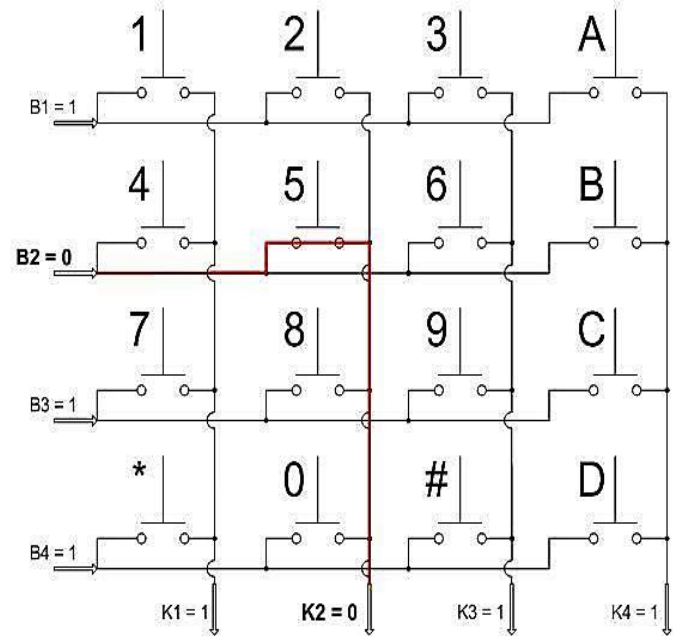 1 2 3 A
B1 = 1
4 5 6 B
B2 = 0
7 8 9 C
B3 = 1
* 0 # D
B4 = 1
K1 = 1 K2 = 0 K3 = 1 K4 = 1